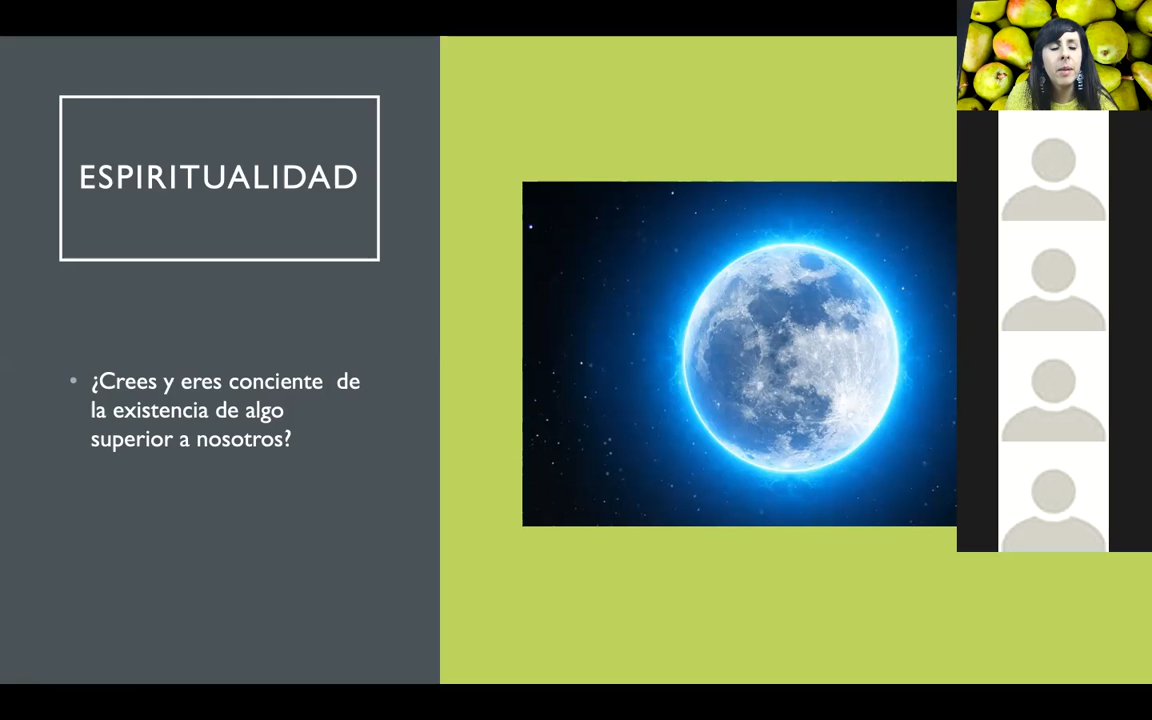 ESPIRITUALIDAD
• ¿Crees y eres conciente  de
la existencia de algo
superior a nosotros?